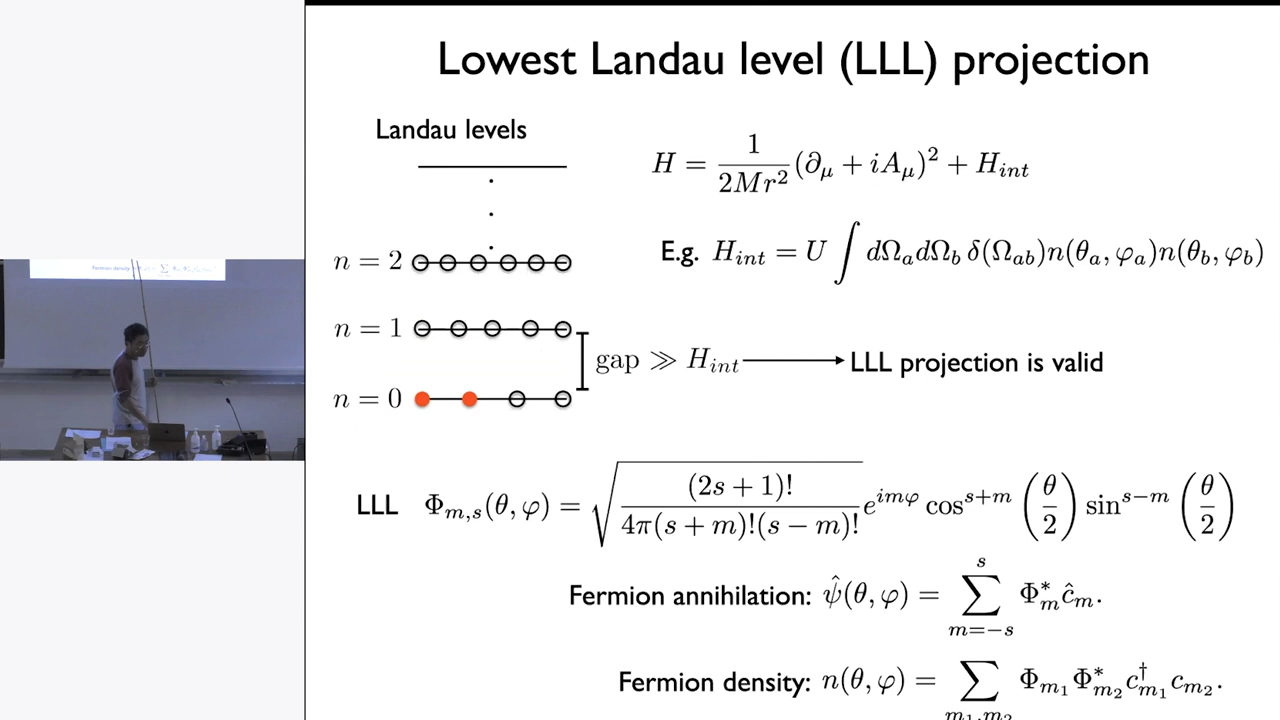 Lowest Landau level (LLL) projection
Landau levels
H = \frac{1}{2Mr^2}(\partial_\mu + iA_\mu)^2 + H_{int}
E.g. H_{int} = U \int d\Omega_a d\Omega_b \, \delta(\Omega_{ab}) n(\theta_a, \varphi_a) n(\theta_b, \varphi_b)
n = 2
n = 1
gap ≫ H_{int} LLL projection is valid
n = 0
LLL \Phi_{m,s}(\theta, \varphi) = \sqrt{\frac{(2s+1)!}{4\pi(s+m)!(s-m)!}} e^{im\varphi} \cos^{s+m}\left(\frac{\theta}{2}\right) \sin^{s-m}\left(\frac{\theta}{2}\right)
Fermion annihilation: \hat{\psi}(\theta, \varphi) = \sum_{m=-s}^{s} \Phi_m^* \hat{c}_m.
Fermion density: n(\theta, \varphi) = \sum_{m_1, m_2} \Phi_{m_1} \Phi_{m_2}^* c_{m_1}^\dagger c_{m_2}.